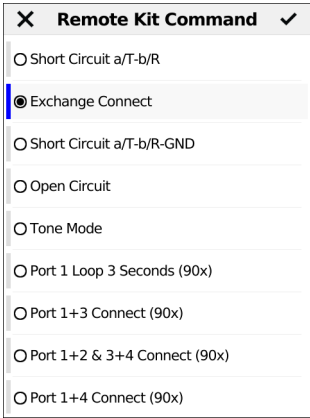 Remote Kit Command
Short Circuit a/T-b/R
Exchange Connect
Short Circuit a/T-b/R-GND
Open Circuit
Tone Mode
Port 1 Loop 3 Seconds (90x)
Port 1+3 Connect (90x)
Port 1+2 & 3+4 Connect (90x)
Port 1+4 Connect (90x)